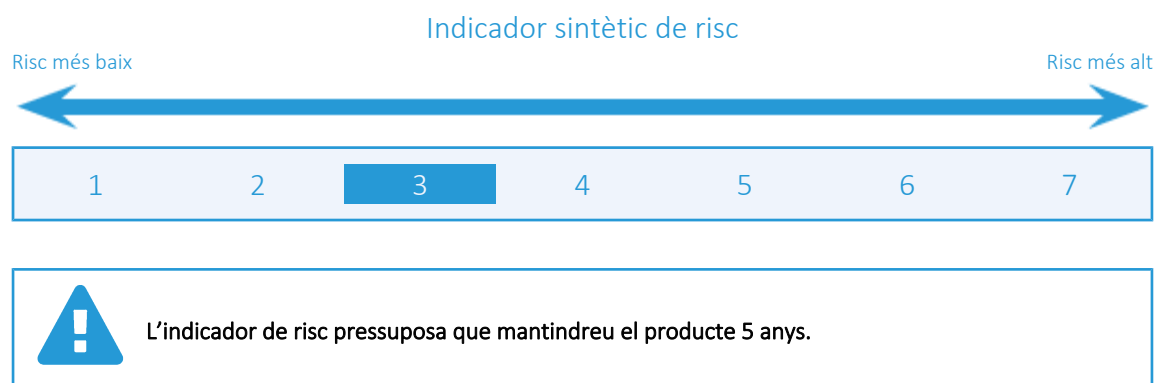 Indicador sintètic de risc
Risc més baix Risc més alt
1 2 3 4 5 6 7
L’indicador de risc pressuposa que mantindreu el producte 5 anys.